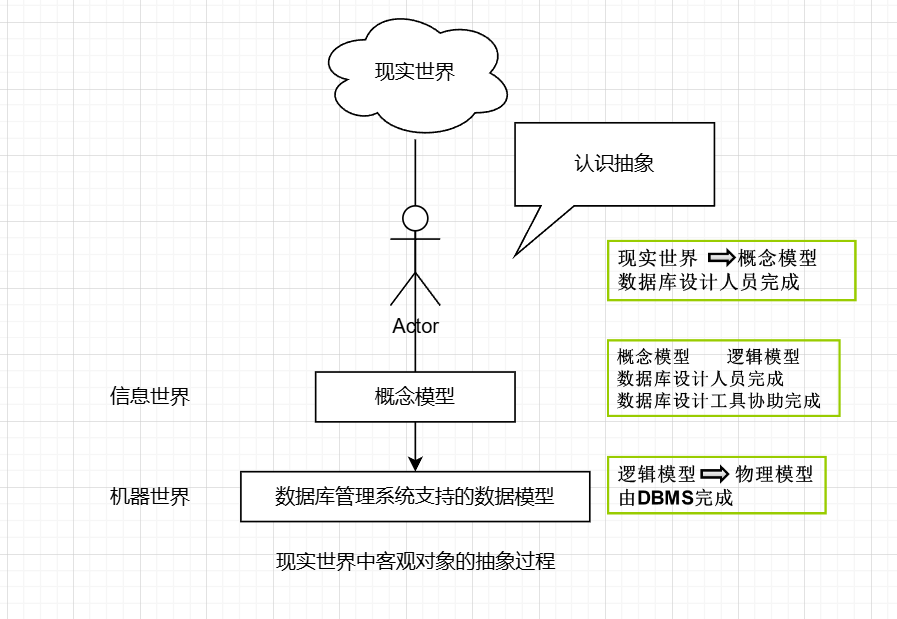 现实世界
认识抽象
现实世界 概念模型
数据库设计人员完成
Actor
概念模型 逻辑模型
数据库设计人员完成
数据库设计工具协助完成
信息世界
概念模型
逻辑模型 物理模型
由DBMS完成
机器世界
数据库管理系统支持的数据模型
现实世界中客观对象的抽象过程